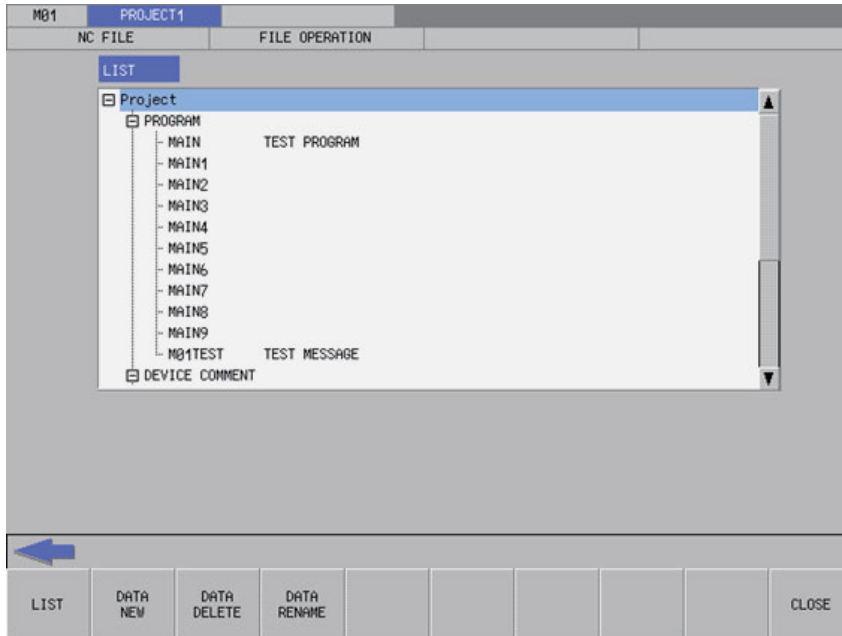 M01 PROJECT1
NC FILE FILE OPERATION
LIST
Project
PROGRAM
MAIN TEST PROGRAM
MAIN1
MAIN2
MAIN3
MAIN4
MAIN5
MAIN6
MAIN7
MAIN8
MAIN9
M01TEST TEST MESSAGE
DEVICE COMMENT
LIST DATA NEW DATA DELETE DATA RENAME CLOSE